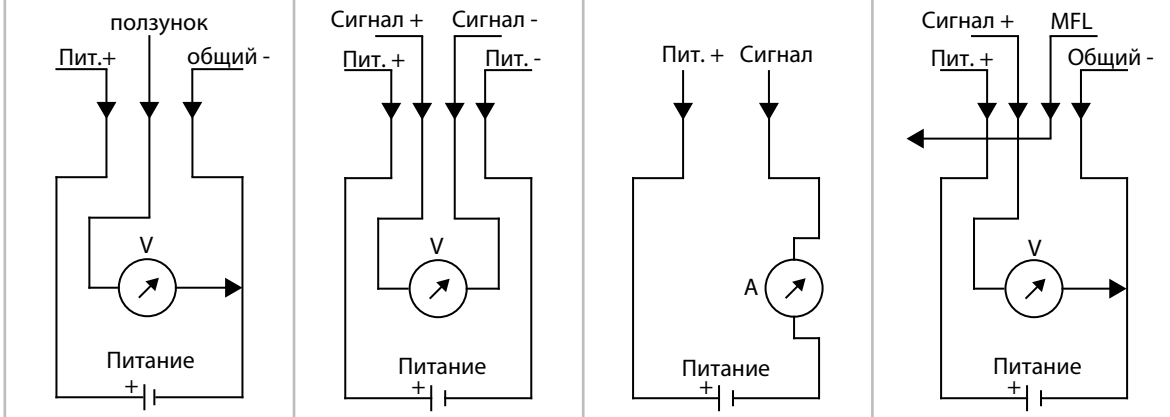 ползунок
Пит.+
общий -
V
Питание
+
Сигнал +
Сигнал -
Пит. +
Пит. -
V
Питание
+
Пит. +
Сигнал
A
Питание
+
Сигнал +
MFL
Пит. +
Общий -
V
Питание
+